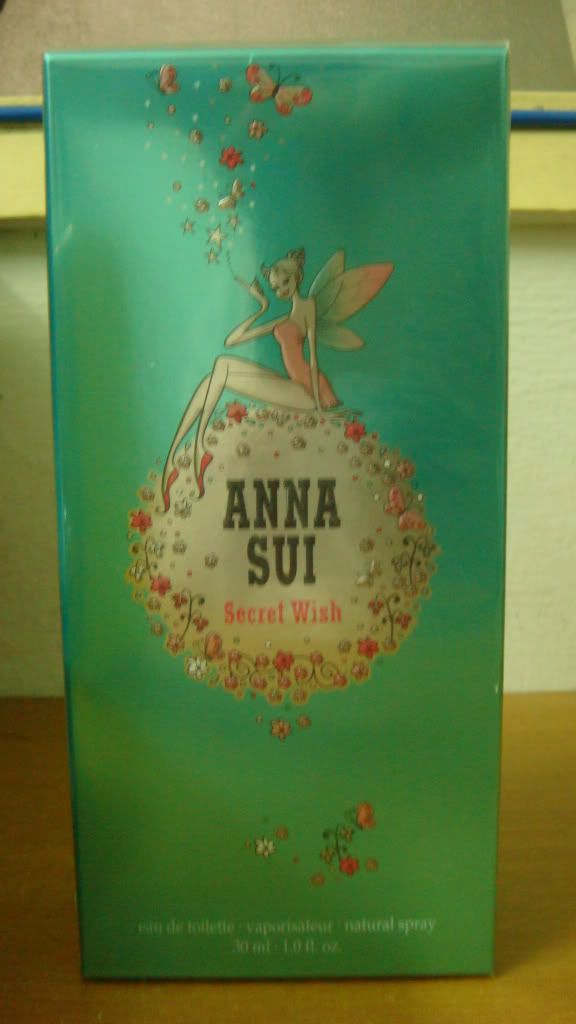 ANNA
SUI
Secret Wish
eau de toilette · vaporisateur · natural spray
30 ml · 1.0 fl. oz.